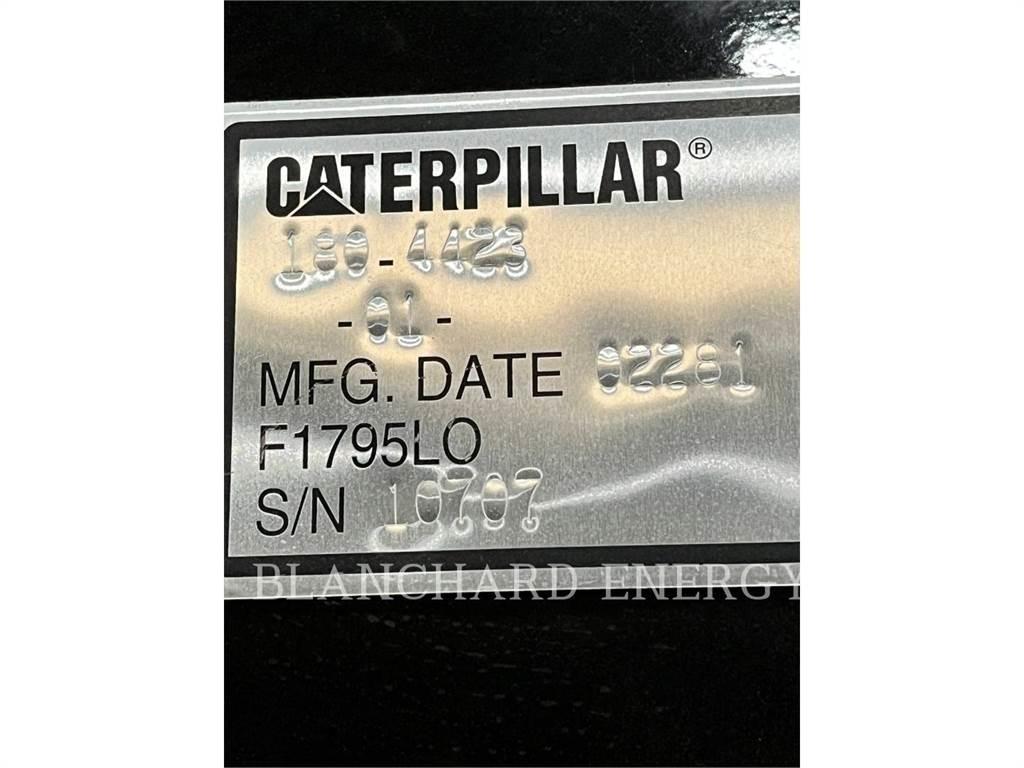 CATERPILLAR®
180-4423
-01-
MFG. DATE 02281
F1795LO
S/N 10707
BLANCHARD ENERGY